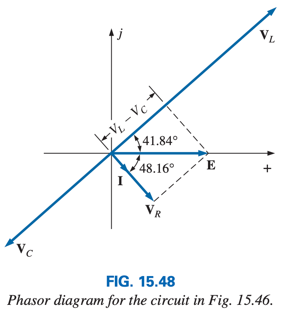 j
V_L
V_L – V_C
41.84°
E
+
48.16°
I
V_R
V_C
FIG. 15.48
Phasor diagram for the circuit in Fig. 15.46.